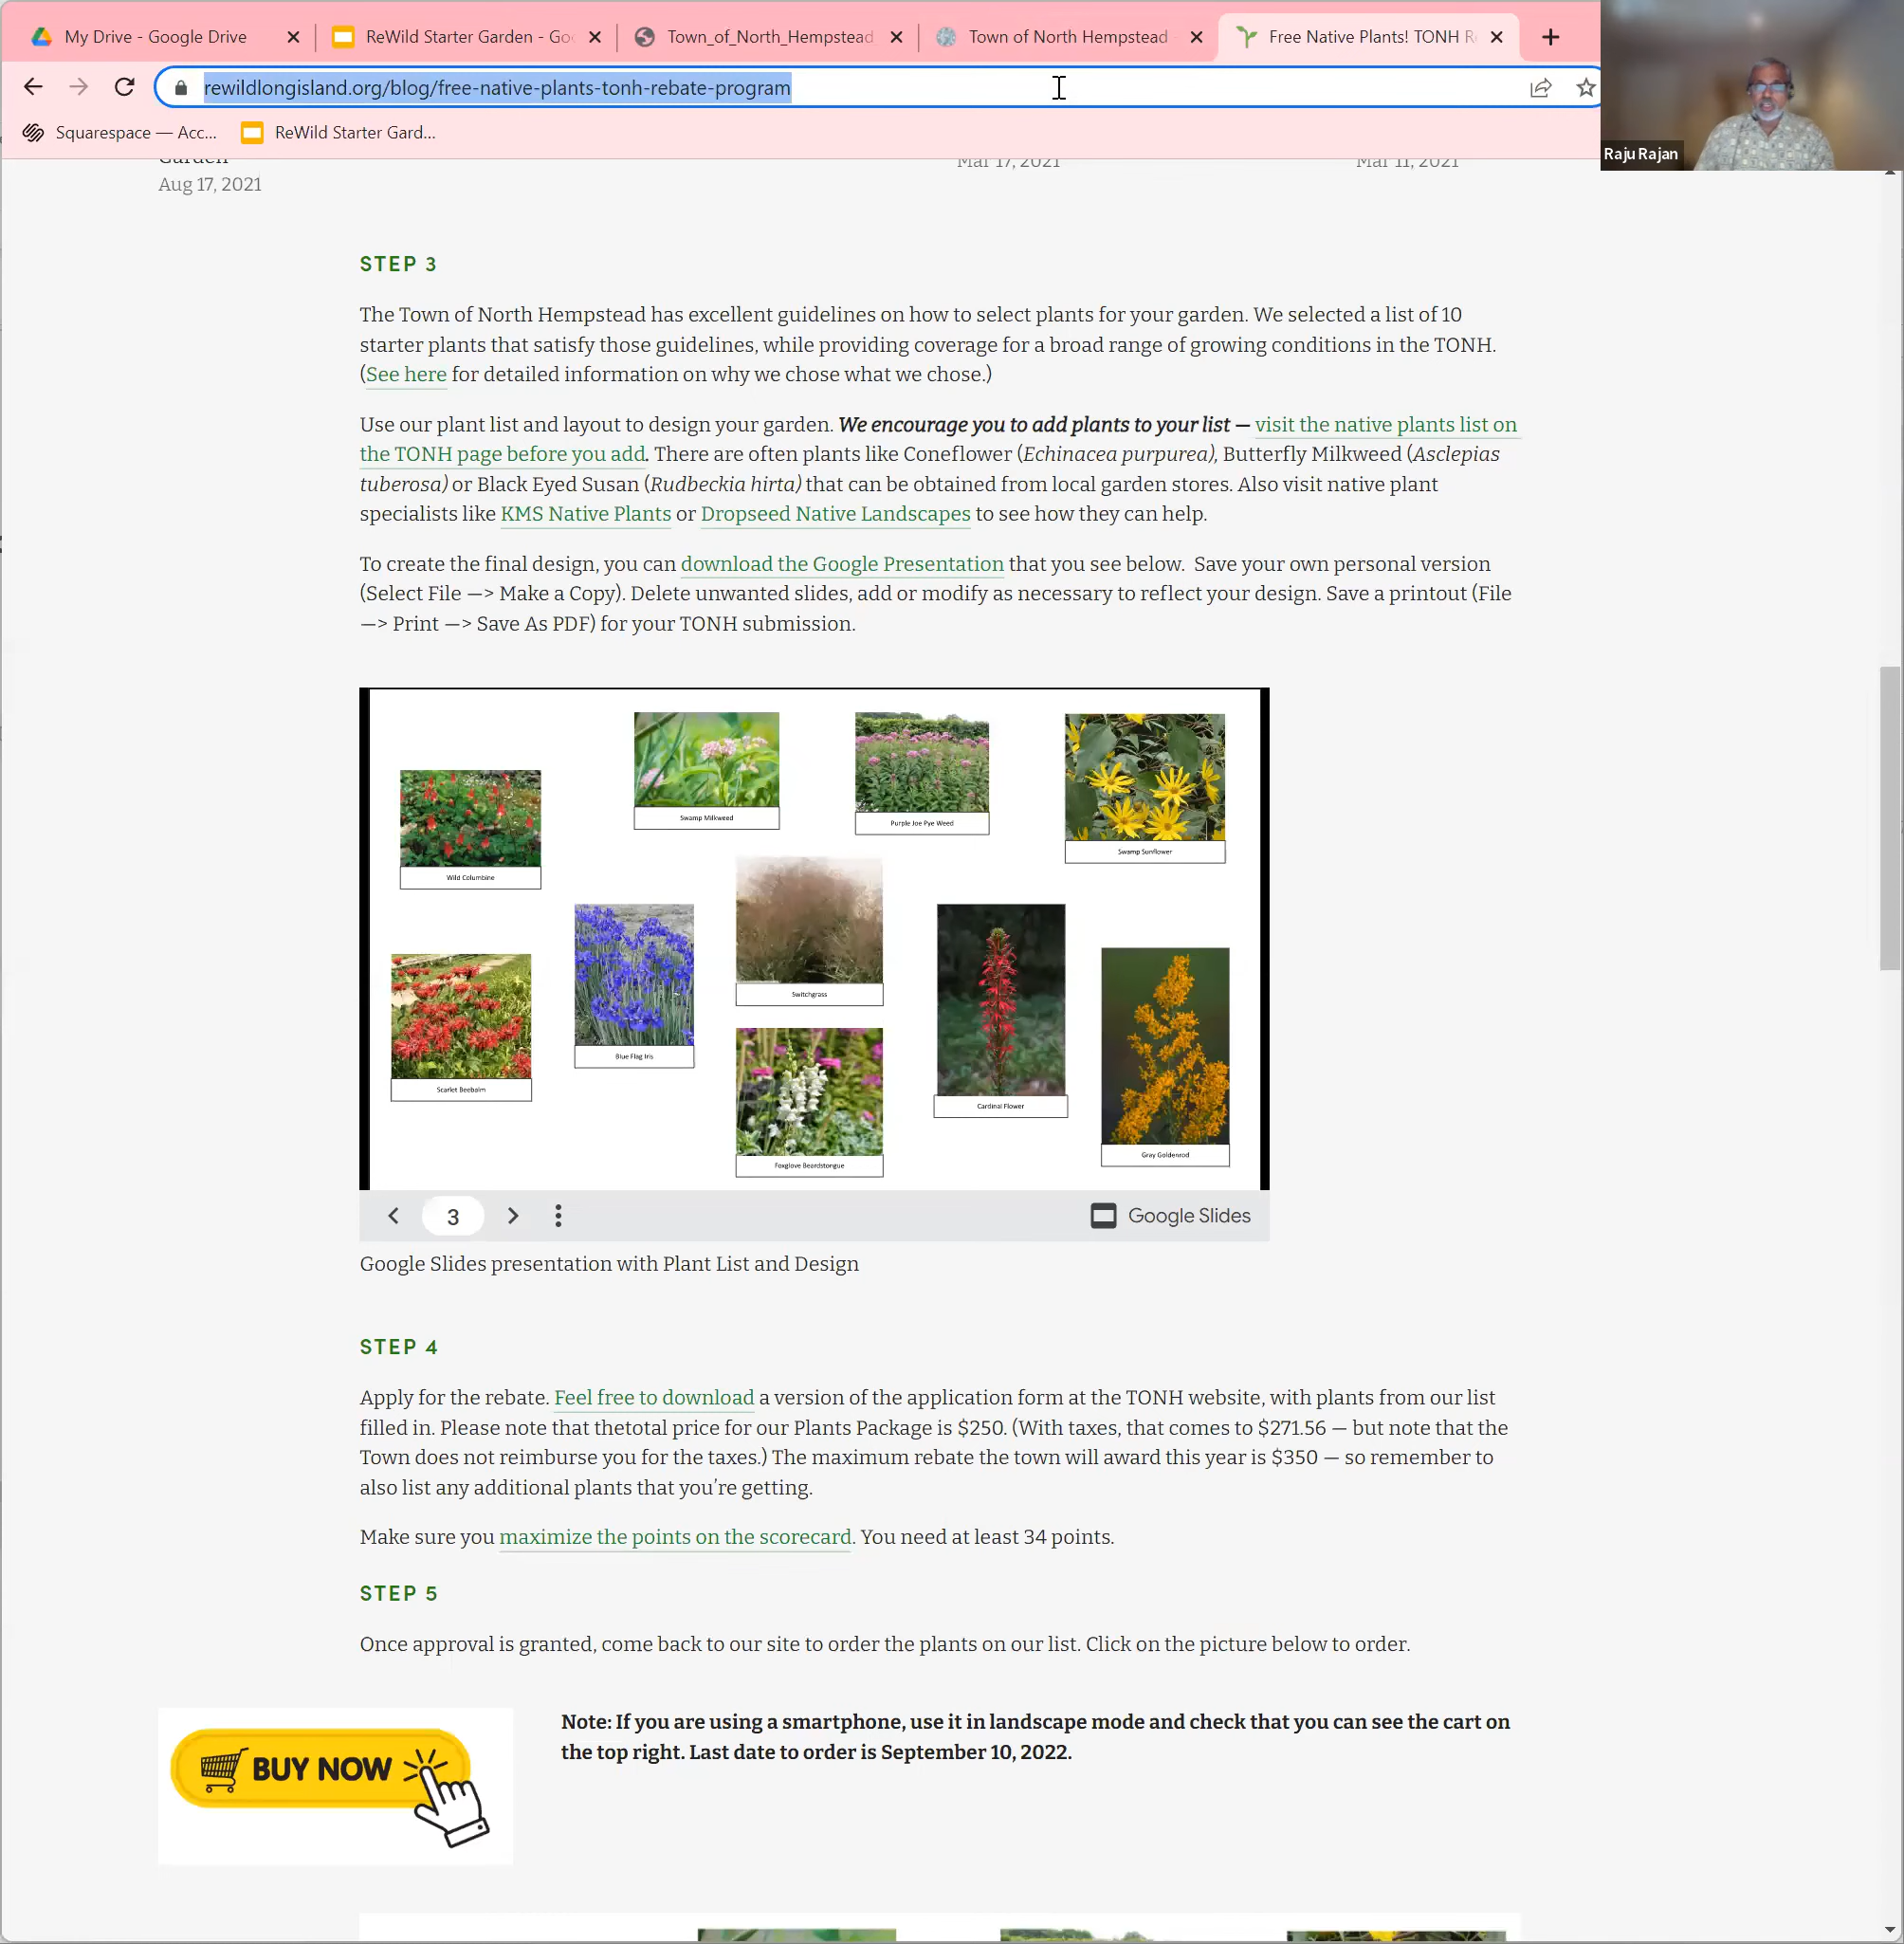 My Drive - Google Drive
ReWild Starter Garden - Goo
Town_of_North_Hempstead
Town of North Hempstead -
Free Native Plants! TONH R
rewildlongisland.org/blog/free-native-plants-tonh-rebate-program
Squarespace — Acc...
ReWild Starter Gard...
Raju Rajan
Garden
Aug 17, 2021
Mar 17, 2021
Mar 11, 2021
STEP 3
The Town of North Hempstead has excellent guidelines on how to select plants for your garden. We selected a list of 10
starter plants that satisfy those guidelines, while providing coverage for a broad range of growing conditions in the TONH.
(See here for detailed information on why we chose what we chose.)
Use our plant list and layout to design your garden. We encourage you to add plants to your list — visit the native plants list on
the TONH page before you add. There are often plants like Coneflower (Echinacea purpurea), Butterfly Milkweed (Asclepias
tuberosa) or Black Eyed Susan (Rudbeckia hirta) that can be obtained from local garden stores. Also visit native plant
specialists like KMS Native Plants or Dropseed Native Landscapes to see how they can help.
To create the final design, you can download the Google Presentation that you see below. Save your own personal version
(Select File —> Make a Copy). Delete unwanted slides, add or modify as necessary to reflect your design. Save a printout (File
—> Print —> Save As PDF) for your TONH submission.
Swamp Milkweed
Purple Joe Pye Weed
Swamp Sunflower
Wild Columbine
Switchgrass
Blue Flag Iris
Scarlet Beebalm
Cardinal Flower
Gray Goldenrod
Foxglove Beardstongue
3
Google Slides
Google Slides presentation with Plant List and Design
STEP 4
Apply for the rebate. Feel free to download a version of the application form at the TONH website, with plants from our list
filled in. Please note that thetotal price for our Plants Package is $250. (With taxes, that comes to $271.56 — but note that the
Town does not reimburse you for the taxes.) The maximum rebate the town will award this year is $350 — so remember to
also list any additional plants that you’re getting.
Make sure you maximize the points on the scorecard. You need at least 34 points.
STEP 5
Once approval is granted, come back to our site to order the plants on our list. Click on the picture below to order.
BUY NOW
Note: If you are using a smartphone, use it in landscape mode and check that you can see the cart on
the top right. Last date to order is September 10, 2022.